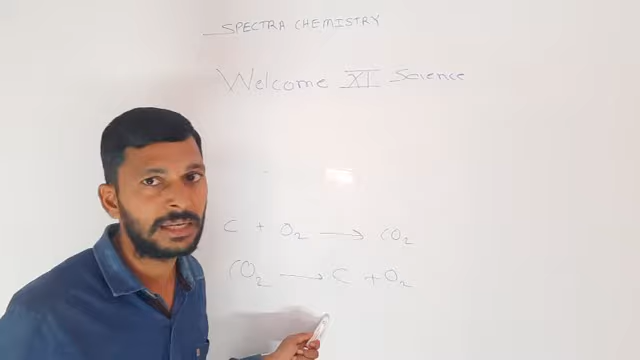 SPECTRA CHEMISTRY
Welcome XI Science
C + O₂ → CO₂
CO₂ → C + O₂